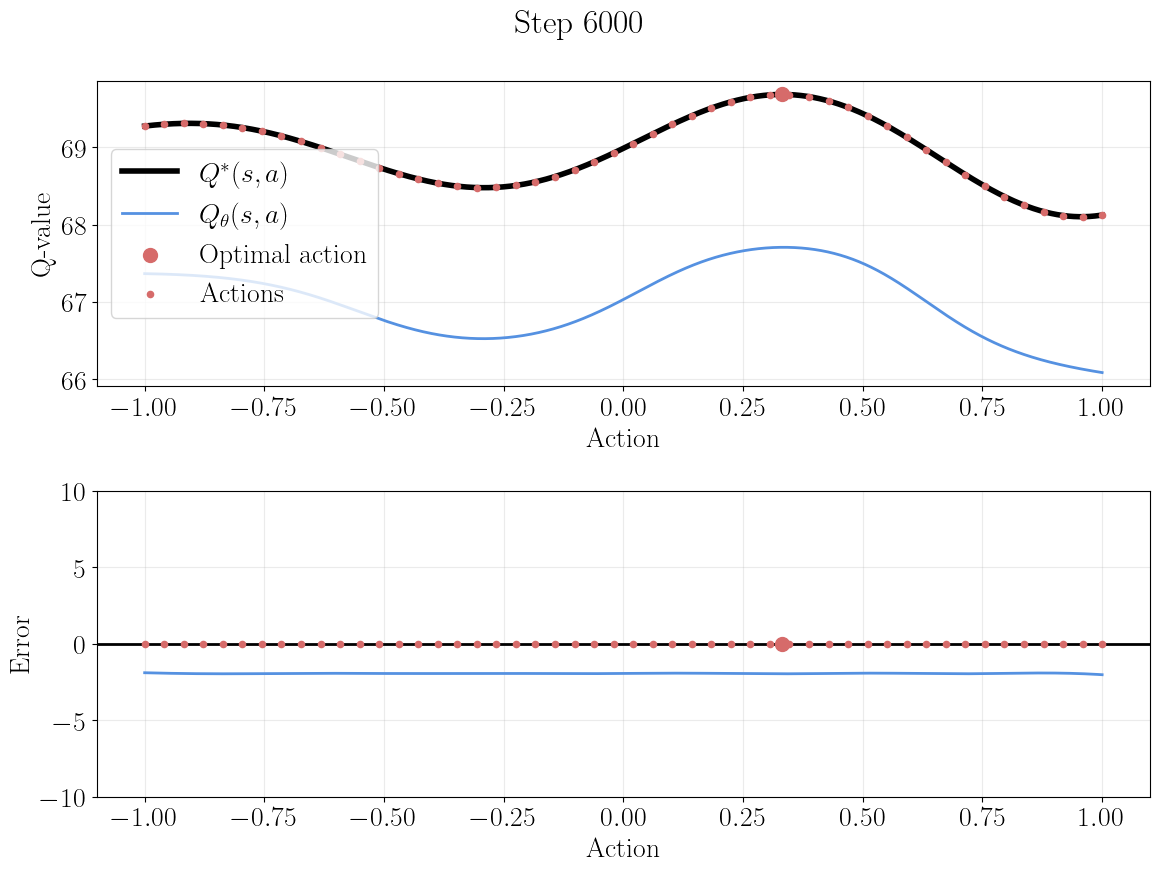 Step 6000
69
68
67
66
Q-value
Q*(s, a)
Qθ(s, a)
Optimal action
Actions
−1.00 −0.75 −0.50 −0.25 0.00 0.25 0.50 0.75 1.00
Action
10
5
0
−5
−10
Error
−1.00 −0.75 −0.50 −0.25 0.00 0.25 0.50 0.75 1.00
Action